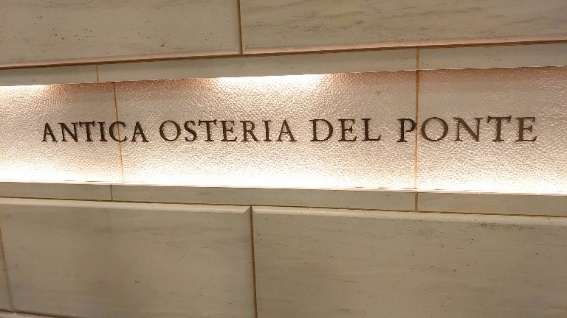 ANTICA OSTERIA DEL PONTE